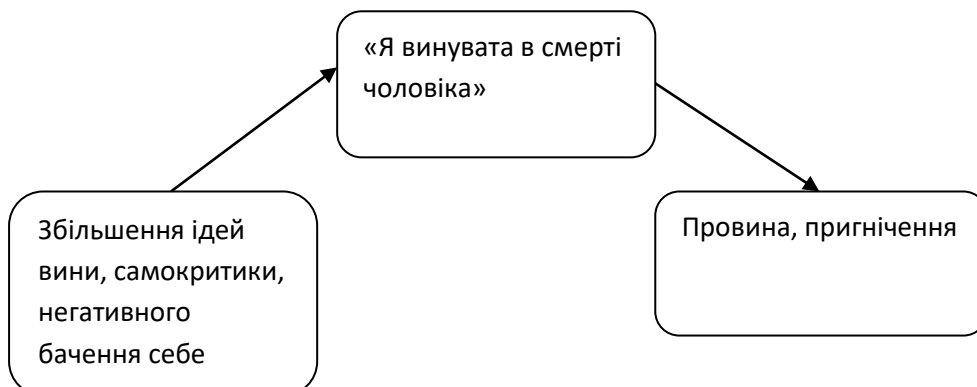 «Я винувата в смерті
чоловіка»
Збільшення ідей
вини, самокритики,
негативного
бачення себе
Провина, пригнічення